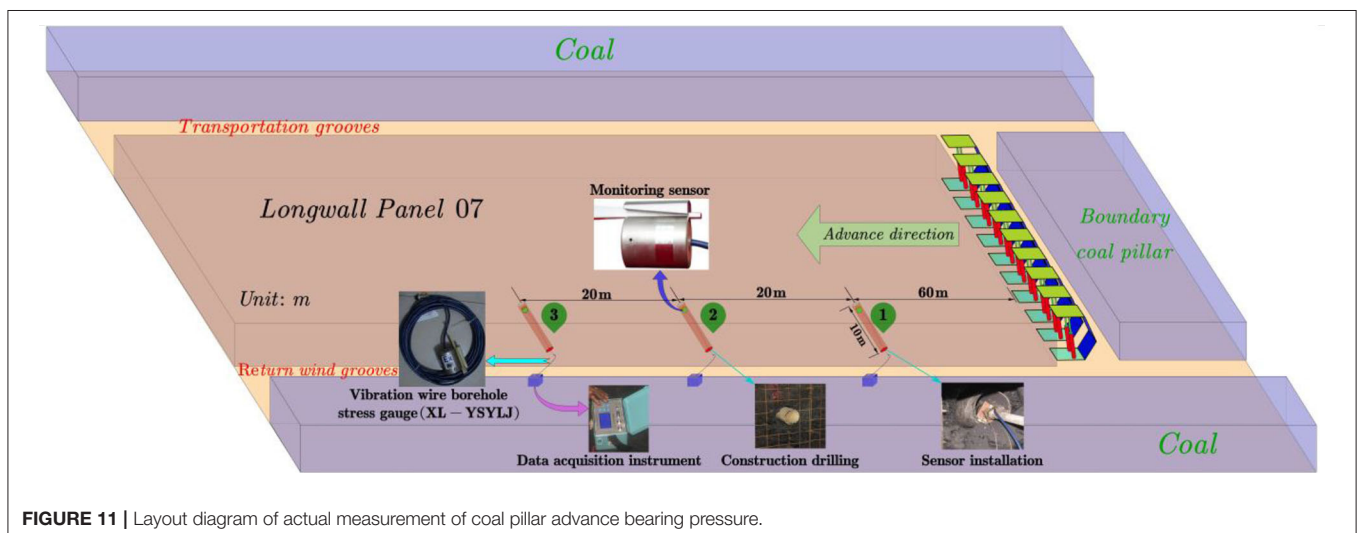 Coal
Transportation grooves
Longwall Panel 07
Monitoring sensor
Advance direction
Boundary
coal pillar
Unit: m
20m
20m
60m
3
2
1
10m
Return wind grooves
Vibration wire borehole
stress gauge (XL – YSYLJ)
Data acquisition instrument
Construction drilling
Sensor installation
Coal
FIGURE 11 | Layout diagram of actual measurement of coal pillar advance bearing pressure.